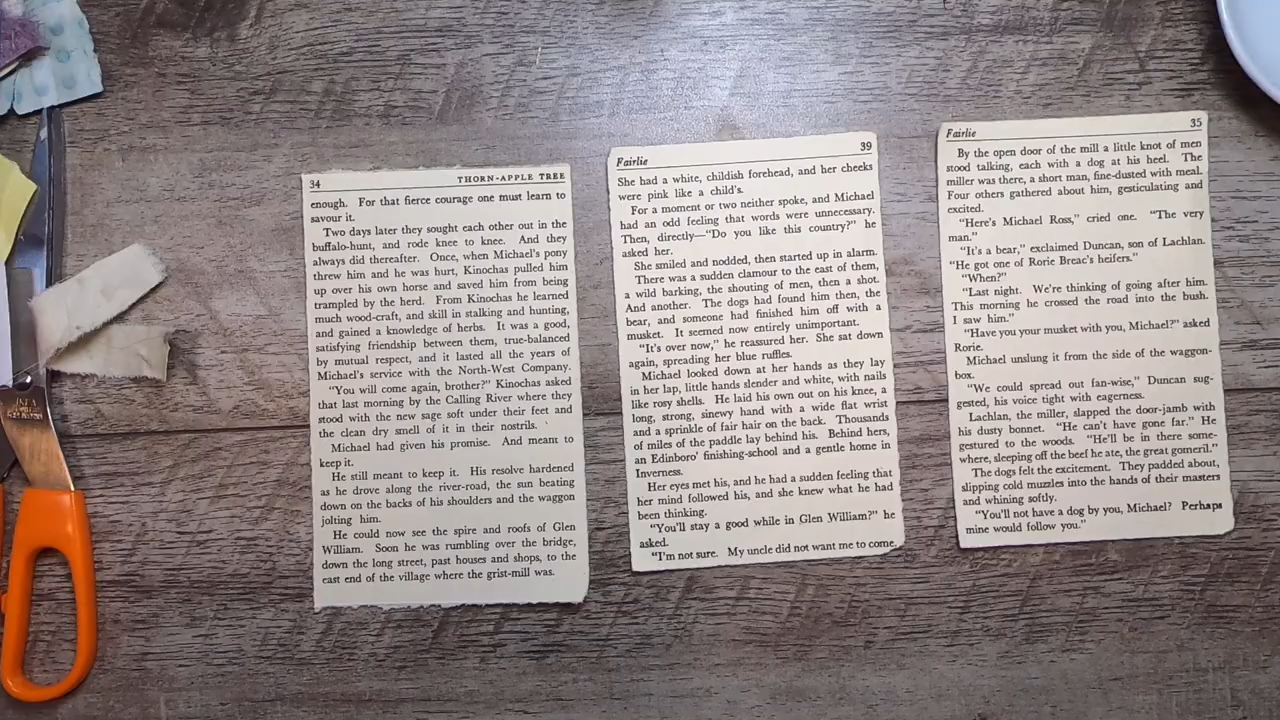 34 THORN-APPLE TREE
enough. For that fierce courage one must learn to
savour it.
Two days later they sought each other out in the
buffalo-hunt, and rode knee to knee. And they
always did thereafter. Once, when Michael's pony
threw him and he was hurt, Kinochas pulled him
up over his own horse and saved him from being
trampled by the herd. From Kinochas he learned
much wood-craft, and skill in stalking and hunting,
and gained a knowledge of herbs. It was a good,
satisfying friendship between them, true-balanced
by mutual respect, and it lasted all the years of
Michael's service with the North-West Company.
"You will come again, brother?" Kinochas asked
that last morning by the Calling River where they
stood with the new sage soft under their feet and
the clean dry smell of it in their nostrils.
Michael had given his promise. And meant to
keep it.
He still meant to keep it. His resolve hardened
as he drove along the river-road, the sun beating
down on the backs of his shoulders and the waggon
jolting him.
He could now see the spire and roofs of Glen
William. Soon he was rumbling over the bridge,
down the long street, past houses and shops, to the
east end of the village where the grist-mill was.
Fairlie 39
She had a white, childish forehead, and her cheeks
were pink like a child's.
For a moment or two neither spoke, and Michael
had an odd feeling that words were unnecessary.
Then, directly—"Do you like this country?" he
asked her.
She smiled and nodded, then started up in alarm.
There was a sudden clamour to the east of them,
a wild barking, the shouting of men, then a shot.
And another. The dogs had found him then, the
bear, and someone had finished him off with a
musket. It seemed now entirely unimportant.
"It's over now," he reassured her. She sat down
again, spreading her blue ruffles.
Michael looked down at her hands as they lay
in her lap, little hands slender and white, with nails
like rosy shells. He laid his own out on his knee, a
long, strong, sinewy hand with a wide flat wrist
and a sprinkle of fair hair on the back. Thousands
of miles of the paddle lay behind his. Behind hers,
an Edinboro' finishing-school and a gentle home in
Inverness.
Her eyes met his, and he had a sudden feeling that
her mind followed his, and she knew what he had
been thinking.
"You'll stay a good while in Glen William?" he
asked.
"I'm not sure. My uncle did not want me to come.
Fairlie 35
By the open door of the mill a little knot of men
stood talking, each with a dog at his heel. The
miller was there, a short man, fine-dusted with meal.
Four others gathered about him, gesticulating and
excited.
"Here's Michael Ross," cried one. "The very
man."
"It's a bear," exclaimed Duncan, son of Lachlan.
"He got one of Rorie Breac's heifers."
"When?"
"Last night. We're thinking of going after him.
This morning he crossed the road into the bush.
I saw him."
"Have you your musket with you, Michael?" asked
Rorie.
Michael unslung it from the side of the waggon-
box.
"We could spread out fan-wise," Duncan sug-
gested, his voice tight with eagerness.
Lachlan, the miller, slapped the door-jamb with
his dusty bonnet. "He can't have gone far." He
gestured to the woods. "He'll be in there some-
where, sleeping off the beef he ate, the great gomeril."
The dogs felt the excitement. They padded about,
slipping cold muzzles into the hands of their masters
and whining softly.
"You'll not have a dog by you, Michael? Perhaps
mine would follow you."